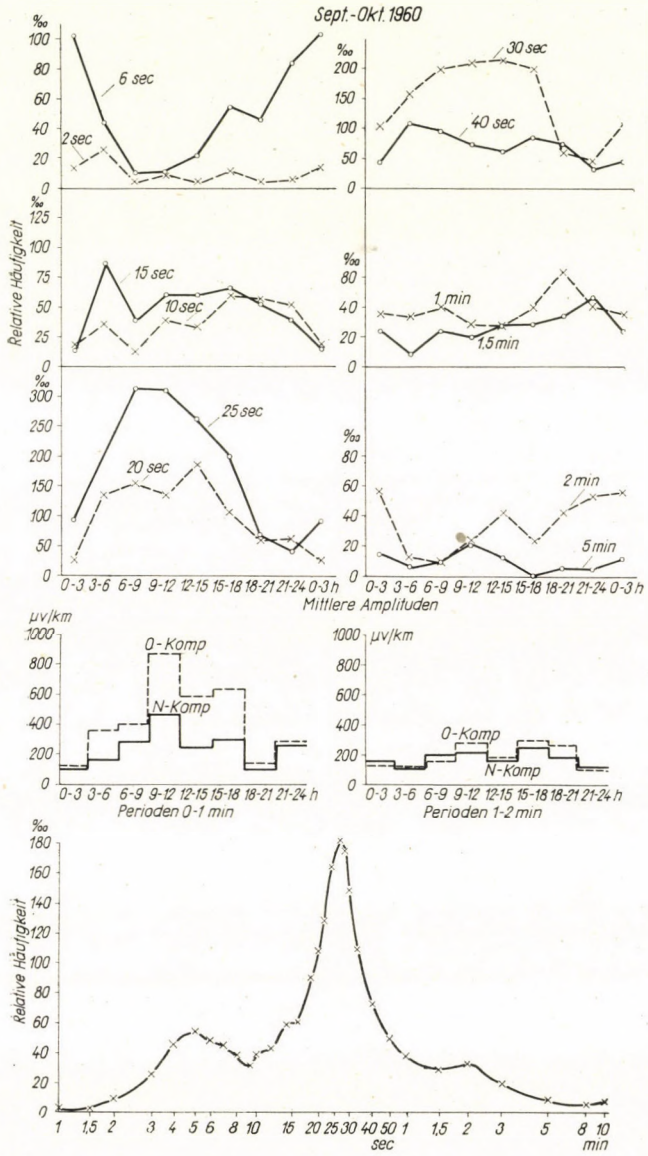 Sept.-Okt. 1960
‰
100
80
60
40
20
0
6 sec
2 sec
‰
200
150
100
50
0
30 sec
40 sec
Relative Häufigkeit
‰
125
100
75
50
25
0
15 sec
10 sec
‰
80
40
20
0
1 min
1,5 min
‰
300
250
200
150
100
50
0
25 sec
20 sec
0-3 3-6 6-9 9-12 12-15 15-18 18-21 21-24 0-3 h
‰
80
60
40
20
0
2 min
5 min
0-3 3-6 6-9 9-12 12-15 15-18 18-21 21-24 0-3 h
Mittlere Amplituden
µv/km
1000
800
600
400
200
0-Komp
N-Komp
0-3 3-6 6-9 9-12 12-15 15-18 18-21 21-24 h
Perioden 0-1 min
1000 µv/km
800
600
400
200
0-Komp
N-Komp
0-3 3-6 6-9 9-12 12-15 15-18 18-21 21-24 h
Perioden 1-2 min
‰
180
160
140
120
100
80
60
40
20
0
Relative Häufigkeit
1 1,5 2 3 4 5 6 8 10 15 20 25 30 40 50 1 1,5 2 3 5 8 10
sec min